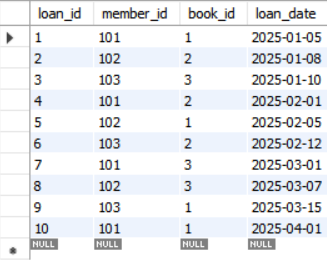 loan_id member_id book_id loan_date
1 101 1 2025-01-05
2 102 2 2025-01-08
3 103 3 2025-01-10
4 101 2 2025-02-01
5 102 1 2025-02-05
6 103 2 2025-02-12
7 101 3 2025-03-01
8 102 3 2025-03-07
9 103 1 2025-03-15
10 101 1 2025-04-01
NULL NULL NULL NULL